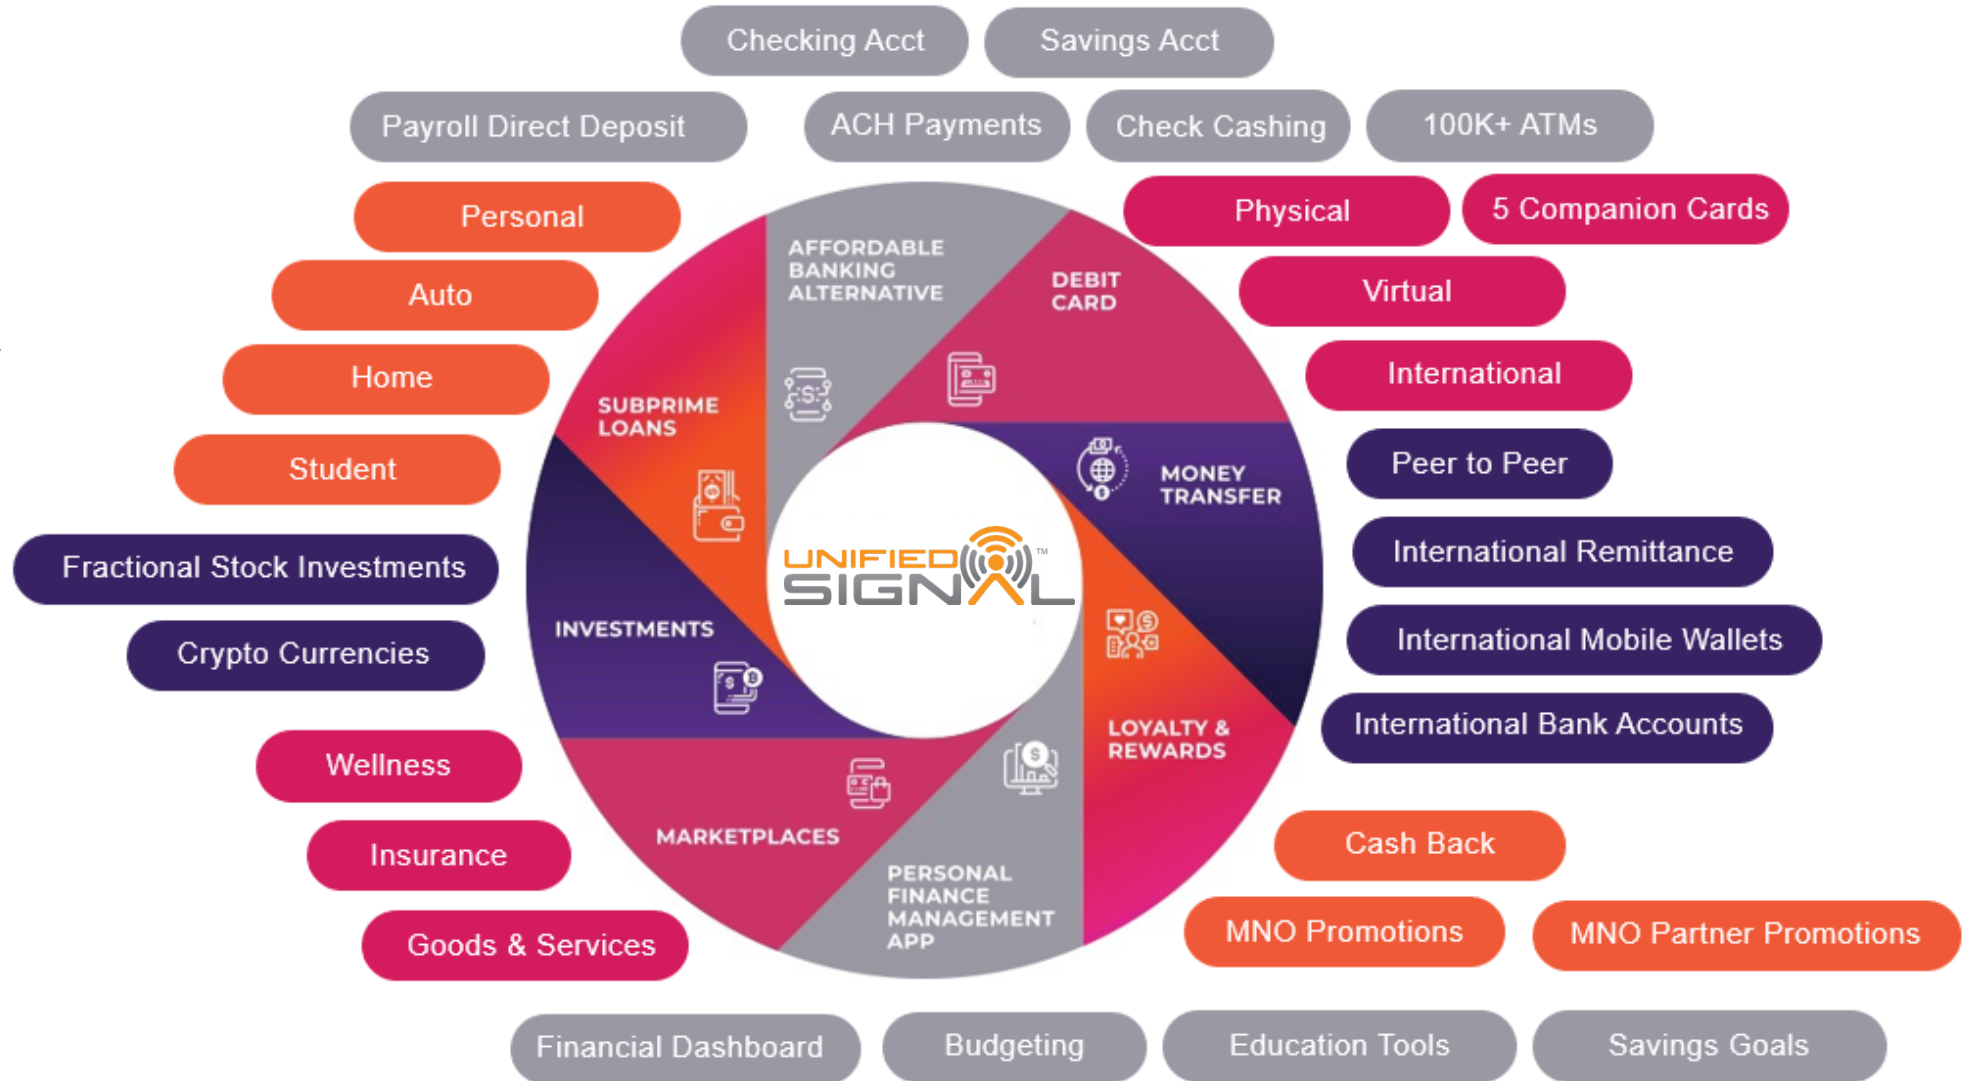 Checking Acct
Savings Acct
Payroll Direct Deposit
ACH Payments
Check Cashing
100K+ ATMs
Personal
Physical
5 Companion Cards
Auto
Virtual
Home
International
Student
Peer to Peer
Fractional Stock Investments
International Remittance
Crypto Currencies
International Mobile Wallets
International Bank Accounts
Wellness
Insurance
Cash Back
Goods & Services
MNO Promotions
MNO Partner Promotions
Financial Dashboard
Budgeting
Education Tools
Savings Goals
AFFORDABLE
BANKING
ALTERNATIVE
DEBIT
CARD
MONEY
TRANSFER
LOYALTY &
REWARDS
PERSONAL
FINANCE
MANAGEMENT
APP
MARKETPLACES
INVESTMENTS
SUBPRIME
LOANS
UNIFIED
SIGNAL
TM